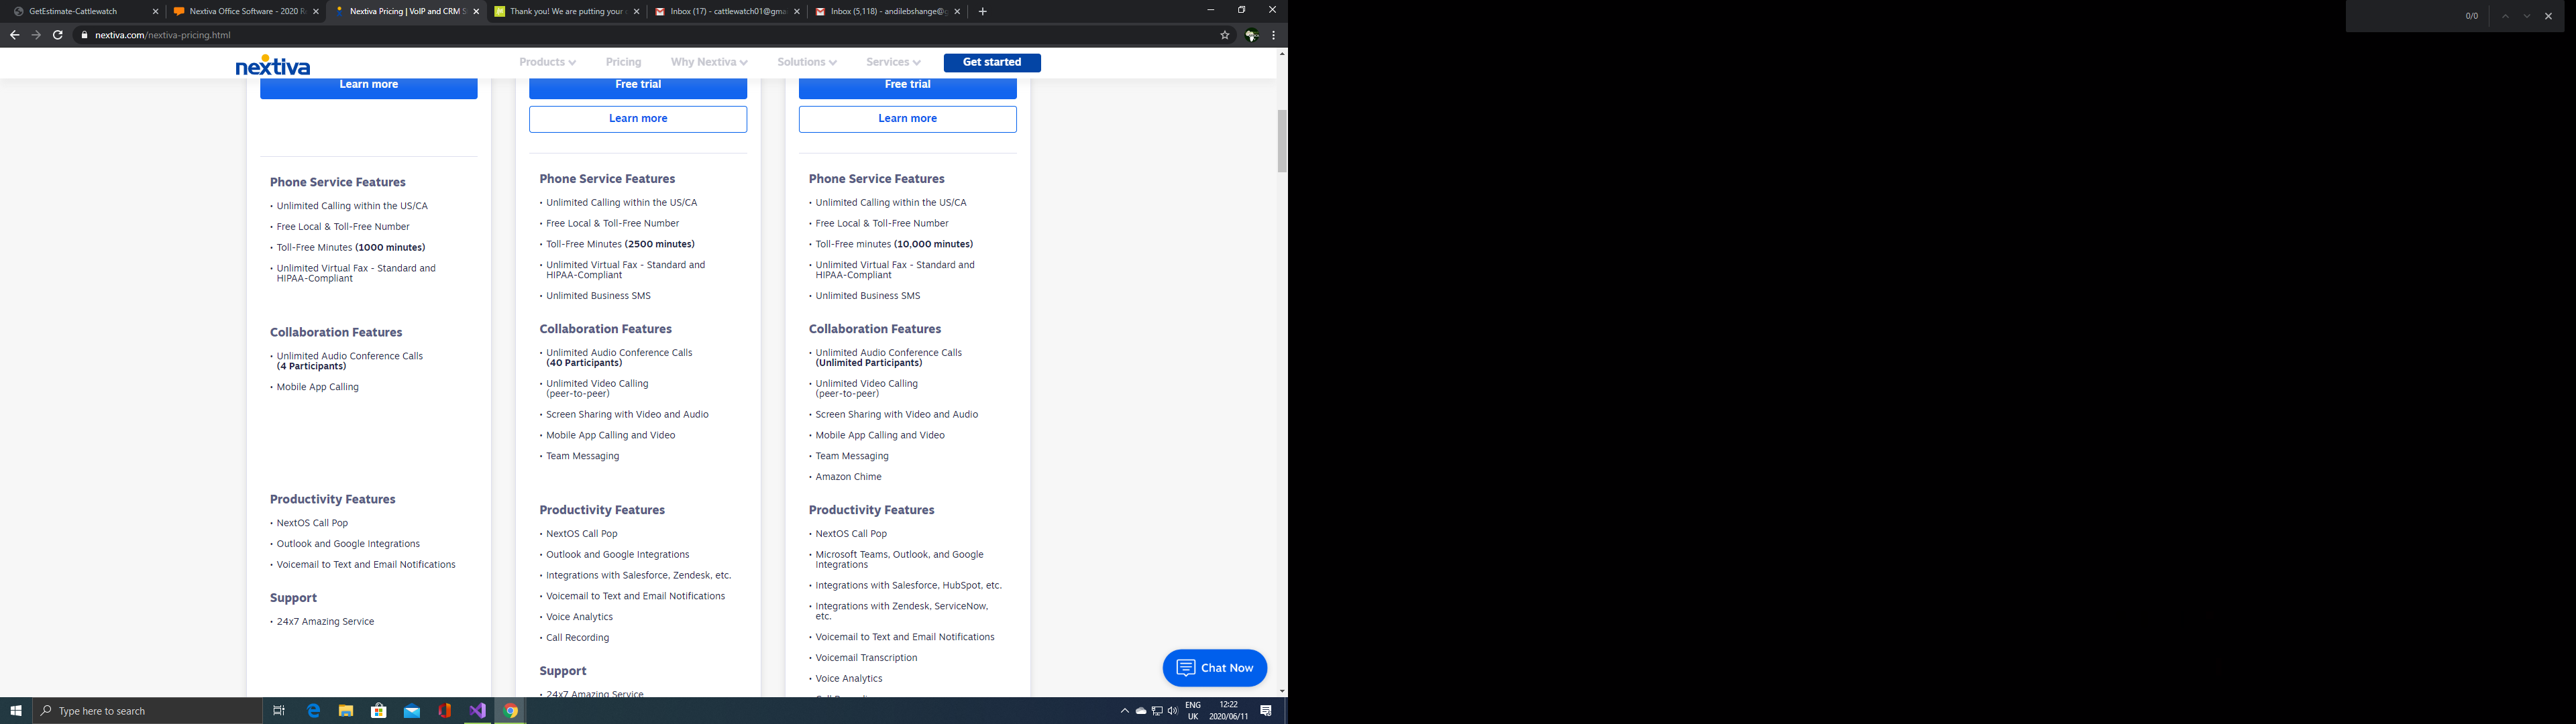 GetEstimate-Cattlewatch
Nextiva Office Software - 2020 R
Nextiva Pricing | VoIP and CRM S
Thank you! We are putting your
Inbox (17) - cattlewatch01@gma
Inbox (5,118) - andilebshange@g
0/0
nextiva.com/nextiva-pricing.html
nextiva
Products
Pricing
Why Nextiva
Solutions
Services
Get started
Learn more
Phone Service Features
• Unlimited Calling within the US/CA
• Free Local & Toll-Free Number
• Toll-Free Minutes (1000 minutes)
• Unlimited Virtual Fax - Standard and
HIPAA-Compliant
Collaboration Features
• Unlimited Audio Conference Calls
(4 Participants)
• Mobile App Calling
Productivity Features
• NextOS Call Pop
• Outlook and Google Integrations
• Voicemail to Text and Email Notifications
Support
• 24x7 Amazing Service
Free trial
Learn more
Phone Service Features
• Unlimited Calling within the US/CA
• Free Local & Toll-Free Number
• Toll-Free Minutes (2500 minutes)
• Unlimited Virtual Fax - Standard and
HIPAA-Compliant
• Unlimited Business SMS
Collaboration Features
• Unlimited Audio Conference Calls
(40 Participants)
• Unlimited Video Calling
(peer-to-peer)
• Screen Sharing with Video and Audio
• Mobile App Calling and Video
• Team Messaging
Productivity Features
• NextOS Call Pop
• Outlook and Google Integrations
• Integrations with Salesforce, Zendesk, etc.
• Voicemail to Text and Email Notifications
• Voice Analytics
• Call Recording
Support
• 24x7 Amazing Service
Free trial
Learn more
Phone Service Features
• Unlimited Calling within the US/CA
• Free Local & Toll-Free Number
• Toll-Free minutes (10,000 minutes)
• Unlimited Virtual Fax - Standard and
HIPAA-Compliant
• Unlimited Business SMS
Collaboration Features
• Unlimited Audio Conference Calls
(Unlimited Participants)
• Unlimited Video Calling
(peer-to-peer)
• Screen Sharing with Video and Audio
• Mobile App Calling and Video
• Team Messaging
• Amazon Chime
Productivity Features
• NextOS Call Pop
• Microsoft Teams, Outlook, and Google
Integrations
• Integrations with Salesforce, HubSpot, etc.
• Integrations with Zendesk, ServiceNow,
etc.
• Voicemail to Text and Email Notifications
• Voicemail Transcription
• Voice Analytics
Chat Now
Type here to search
ENG
UK
12:22
2020/06/11